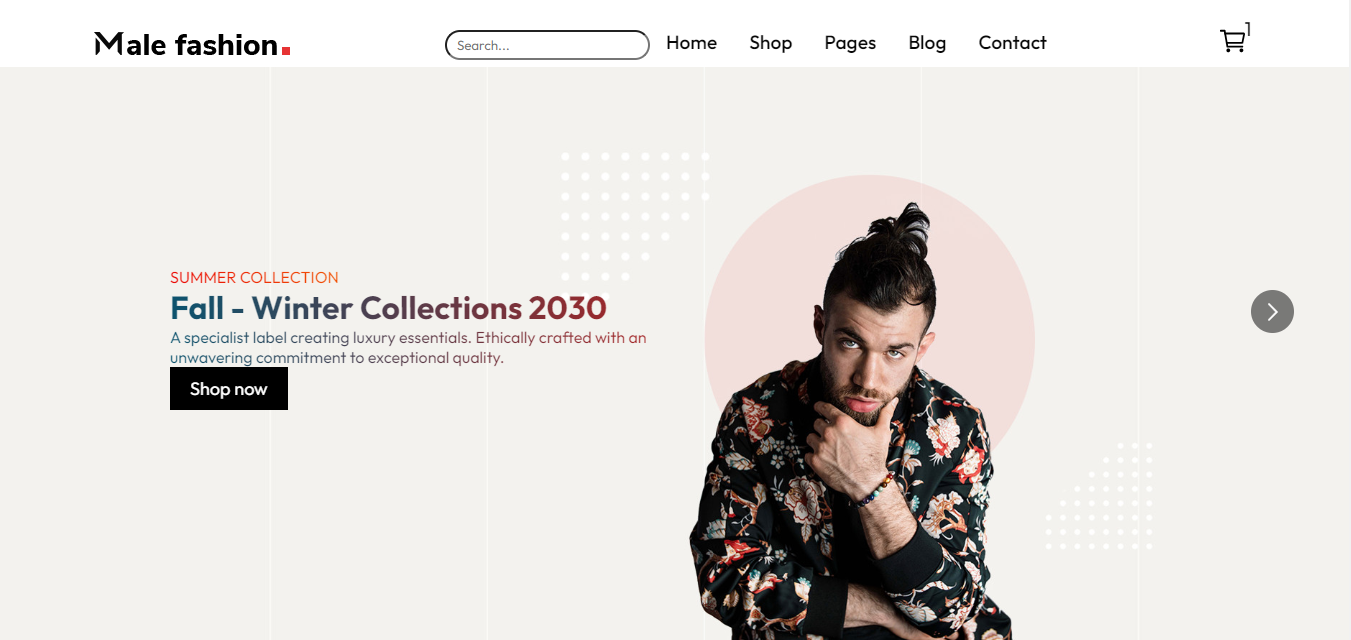 Male fashion.
Search...
Home
Shop
Pages
Blog
Contact
1
SUMMER COLLECTION
Fall - Winter Collections 2030
A specialist label creating luxury essentials. Ethically crafted with an
unwavering commitment to exceptional quality.
Shop now